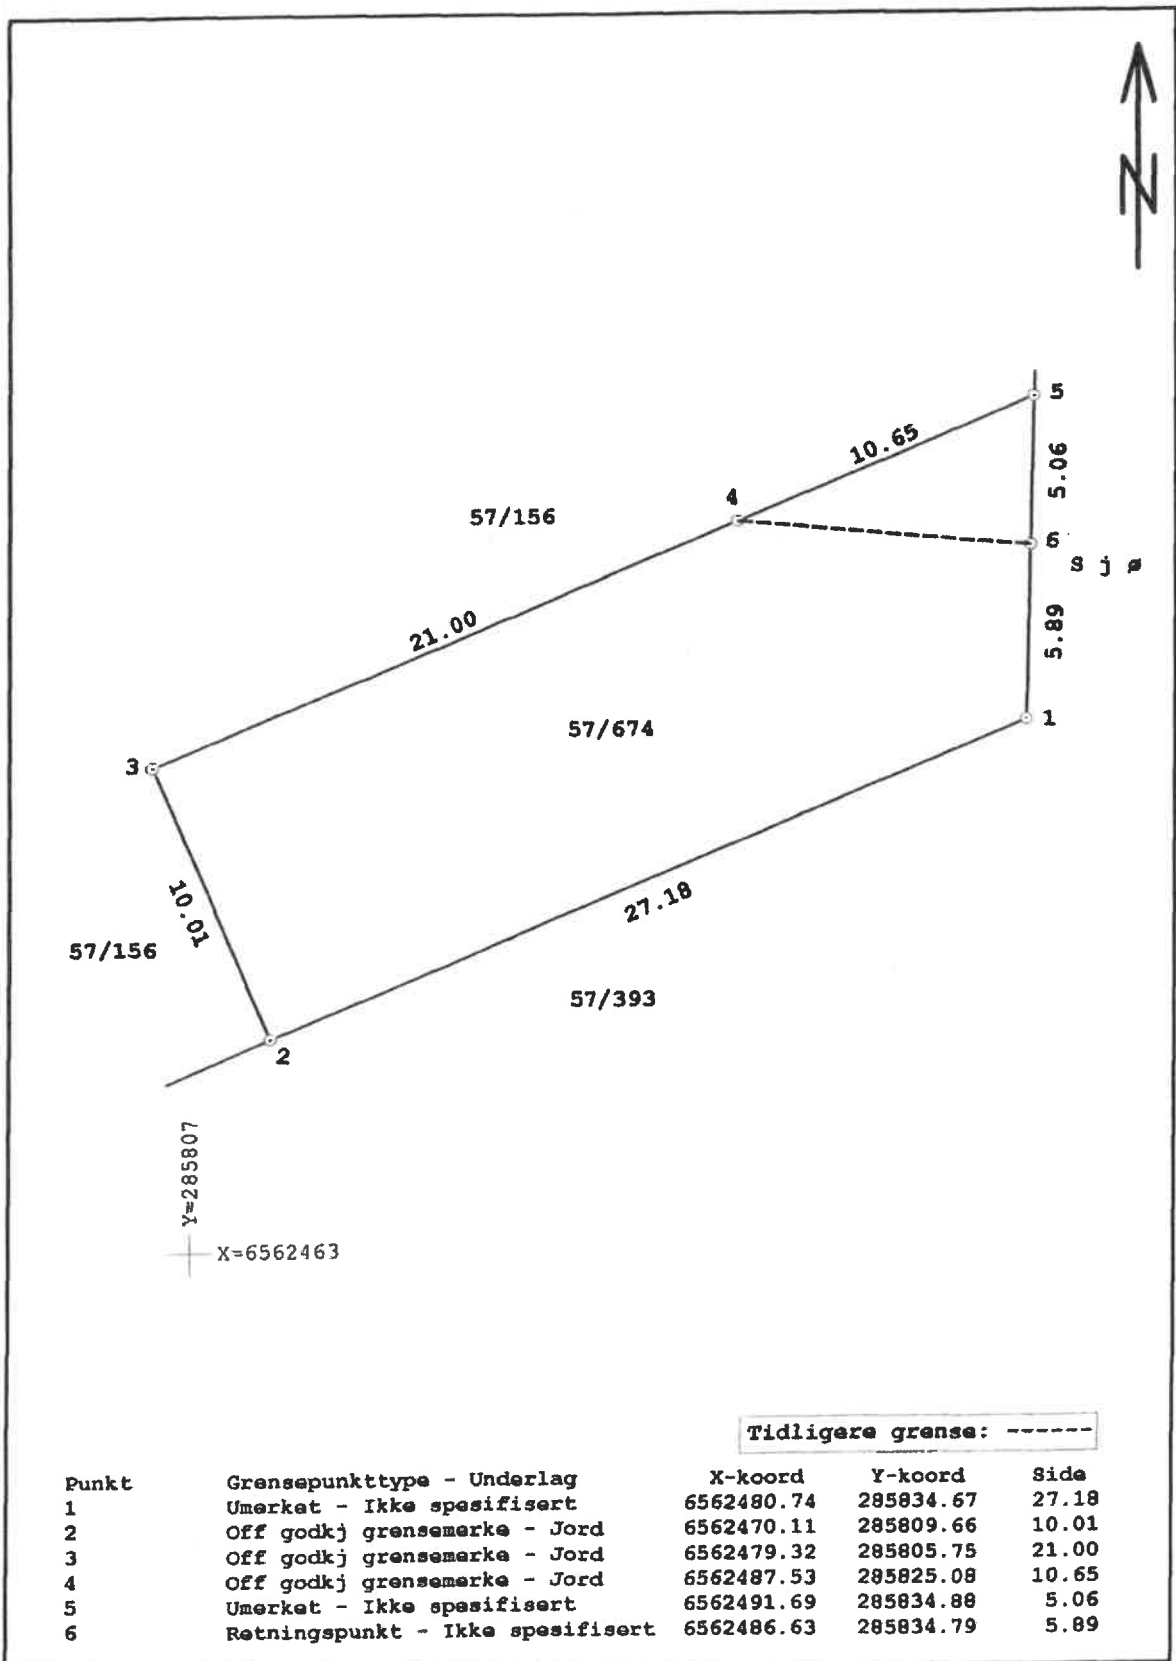 N
5
10.65
5.06
4
57/156
6
S j ø
21.00
5.89
57/674
1
3
10.01
27.18
57/156
57/393
2
Y=285807
X=6562463
Tidligere grense: ------
Punkt Grensepunkttype - Underlag X-koord Y-koord Side
1 Umerket - Ikke spesifisert 6562480.74 285834.67 27.18
2 Off godkj grensemerke - Jord 6562470.11 285809.66 10.01
3 Off godkj grensemerke - Jord 6562479.32 285805.75 21.00
4 Off godkj grensemerke - Jord 6562487.53 285825.08 10.65
5 Umerket - Ikke spesifisert 6562491.69 285834.88 5.06
6 Retningspunkt - Ikke spesifisert 6562486.63 285834.79 5.89